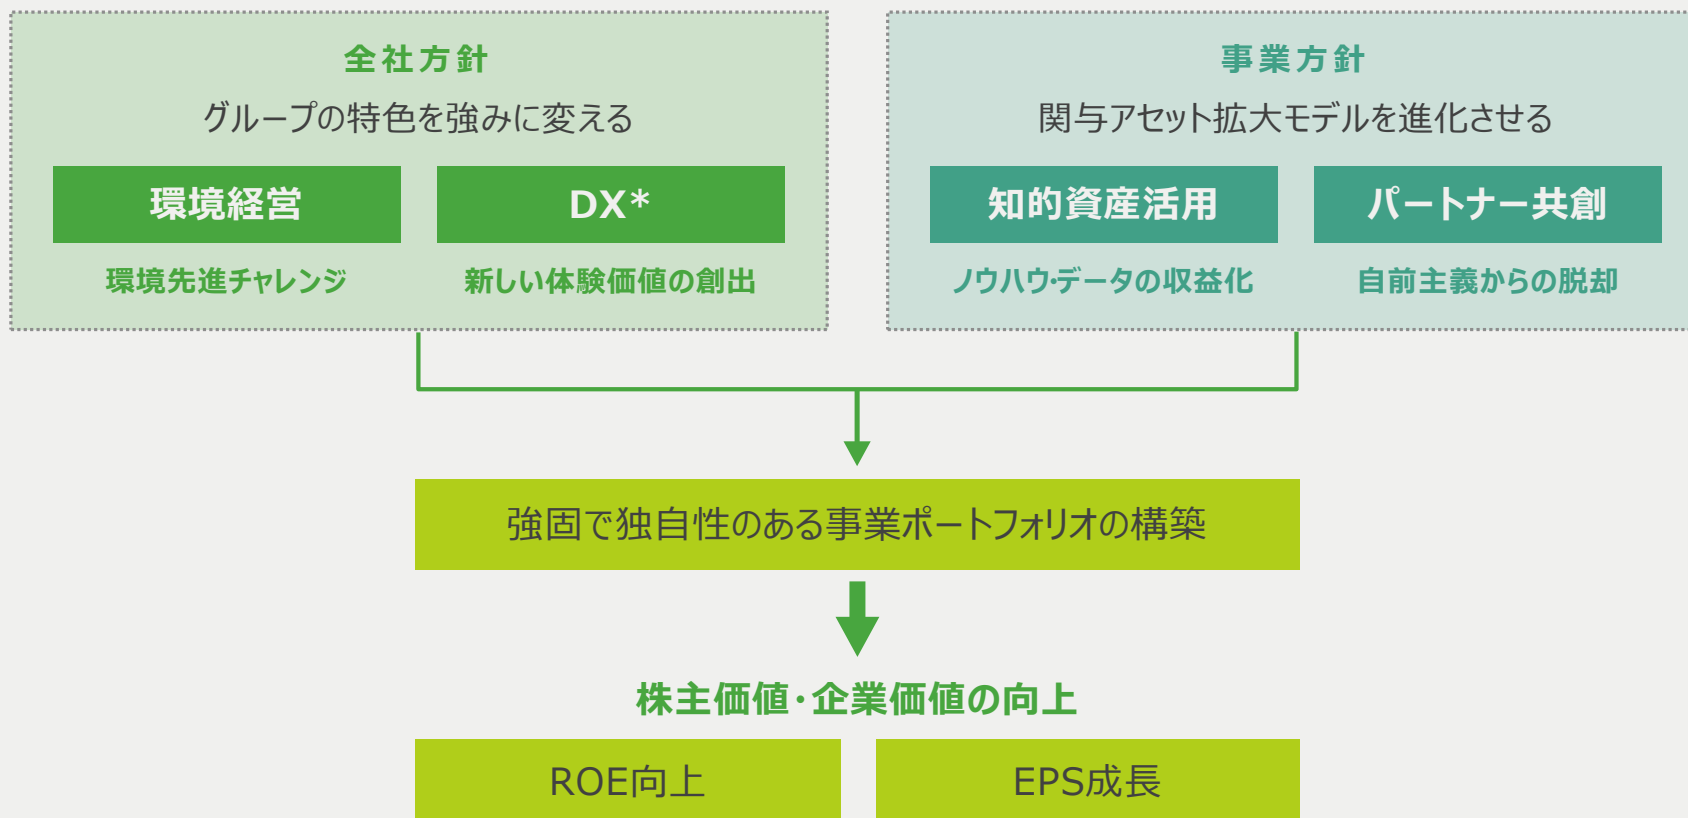 全社方針
グループの特色を強みに変える
環境経営
DX*
環境先進チャレンジ
新しい体験価値の創出
事業方針
関与アセット拡大モデルを進化させる
知的資産活用
パートナー共創
ノウハウ・データの収益化
自前主義からの脱却
強固で独自性のある事業ポートフォリオの構築
株主価値・企業価値の向上
ROE向上
EPS成長